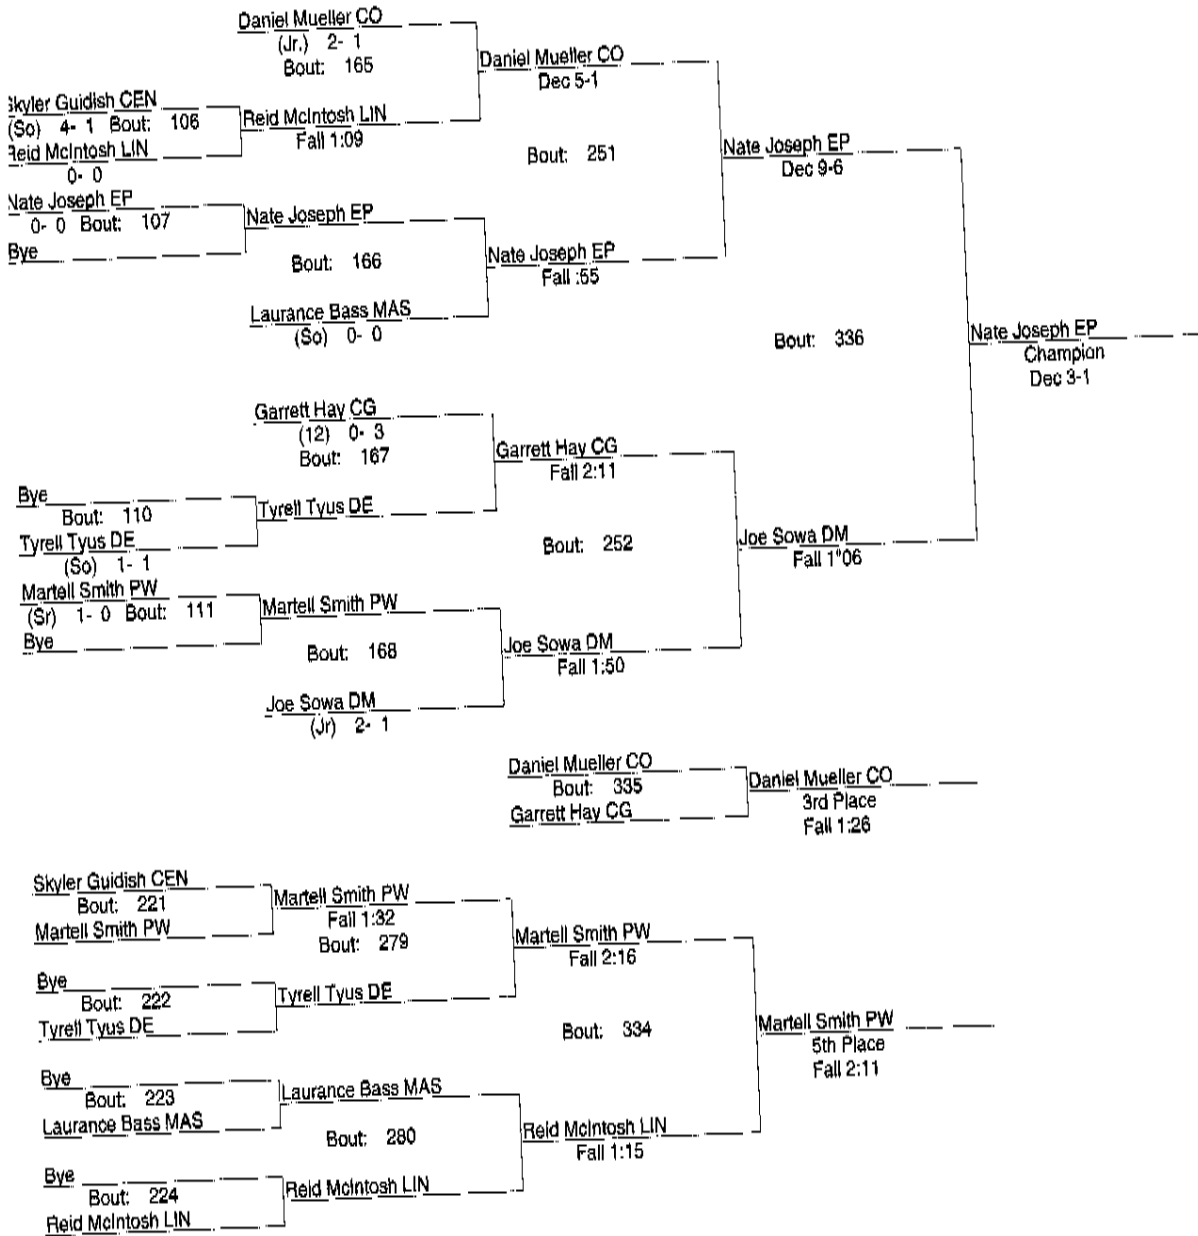 Daniel Mueller CO
(Jr.) 2- 1
Bout: 165
Daniel Mueller CO
Dec 5-1
Skyler Guidish CEN
(So) 4- 1 Bout: 106
Reid McIntosh LIN
0- 0
Reid McIntosh LIN
Fall 1:09
Bout: 251
Nate Joseph EP
Dec 9-6
Nate Joseph EP
0- 0 Bout: 107
Bye
Nate Joseph EP
Bout: 166
Nate Joseph EP
Fall :55
Laurance Bass MAS
(So) 0- 0
Bout: 336
Nate Joseph EP
Champion
Dec 3-1
Garrett Hay CG
(12) 0- 3
Bout: 167
Garrett Hay CG
Fall 2:11
Bye
Bout: 110
Tyrell Tyus DE
(So) 1- 1
Tyrell Tyus DE
Bout: 252
Joe Sowa DM
Fall 1"06
Martell Smith PW
(Sr) 1- 0 Bout: 111
Bye
Martell Smith PW
Bout: 168
Joe Sowa DM
Fall 1:50
Joe Sowa DM
(Jr) 2- 1
Daniel Mueller CO
Bout: 335
Garrett Hay CG
Daniel Mueller CO
3rd Place
Fall 1:26
Skyler Guidish CEN
Bout: 221
Martell Smith PW
Martell Smith PW
Fall 1:32
Bout: 279
Martell Smith PW
Fall 2:16
Bye
Bout: 222
Tyrell Tyus DE
Tyrell Tyus DE
Bout: 334
Martell Smith PW
5th Place
Fall 2:11
Bye
Bout: 223
Laurance Bass MAS
Laurance Bass MAS
Bout: 280
Reid McIntosh LIN
Fall 1:15
Bye
Bout: 224
Reid McIntosh LIN
Reid McIntosh LIN